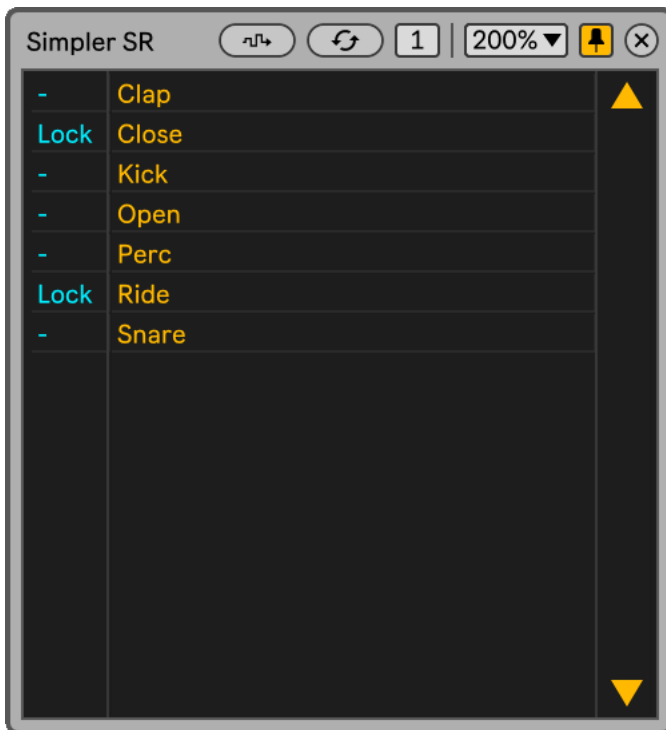 Simpler SR 1 200%
- Clap
Lock Close
- Kick
- Open
- Perc
Lock Ride
- Snare